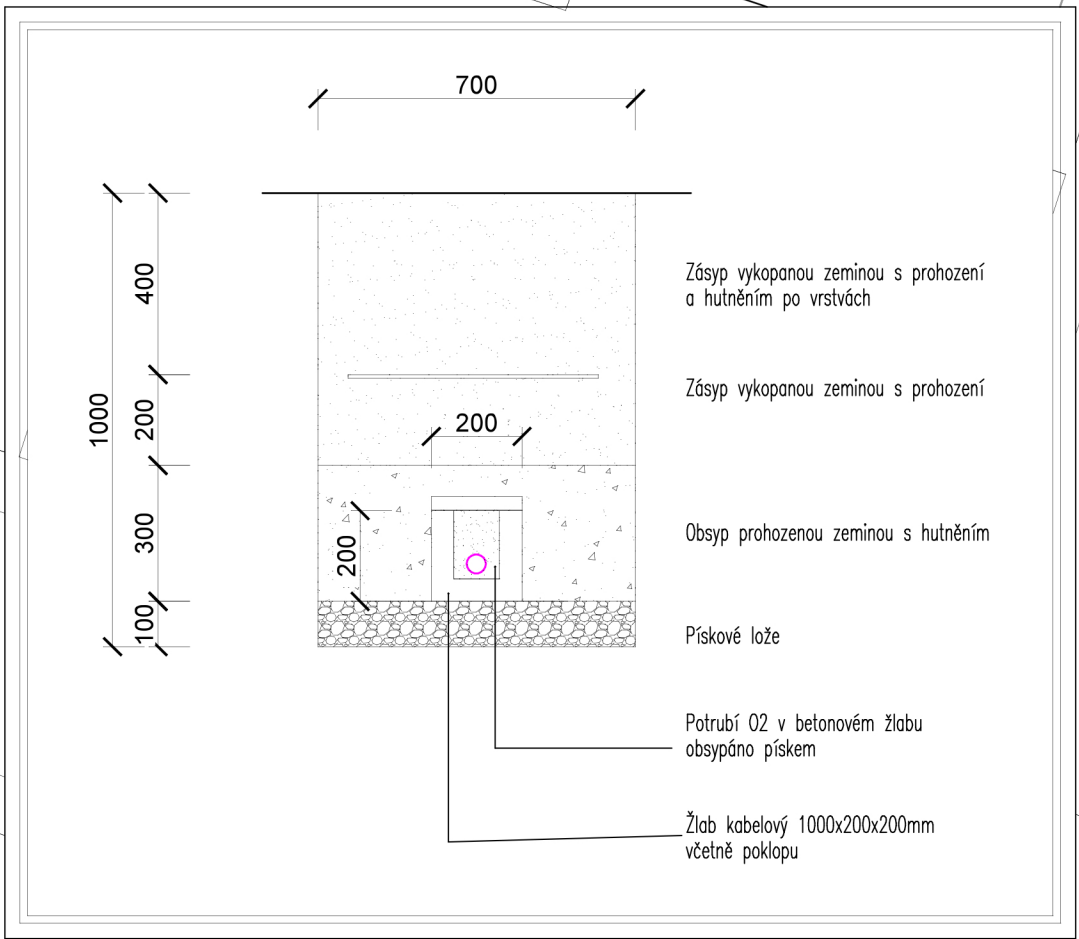 700
400
Zásyp vykopanou zeminou s prohození
a hutněním po vrstvách
1000
200
Zásyp vykopanou zeminou s prohození
200
300
200
Obsyp prohozenou zeminou s hutněním
100
Pískové lože
Potrubí O2 v betonovém žlabu
obsypáno pískem
Žlab kabelový 1000x200x200mm
včetně poklopu